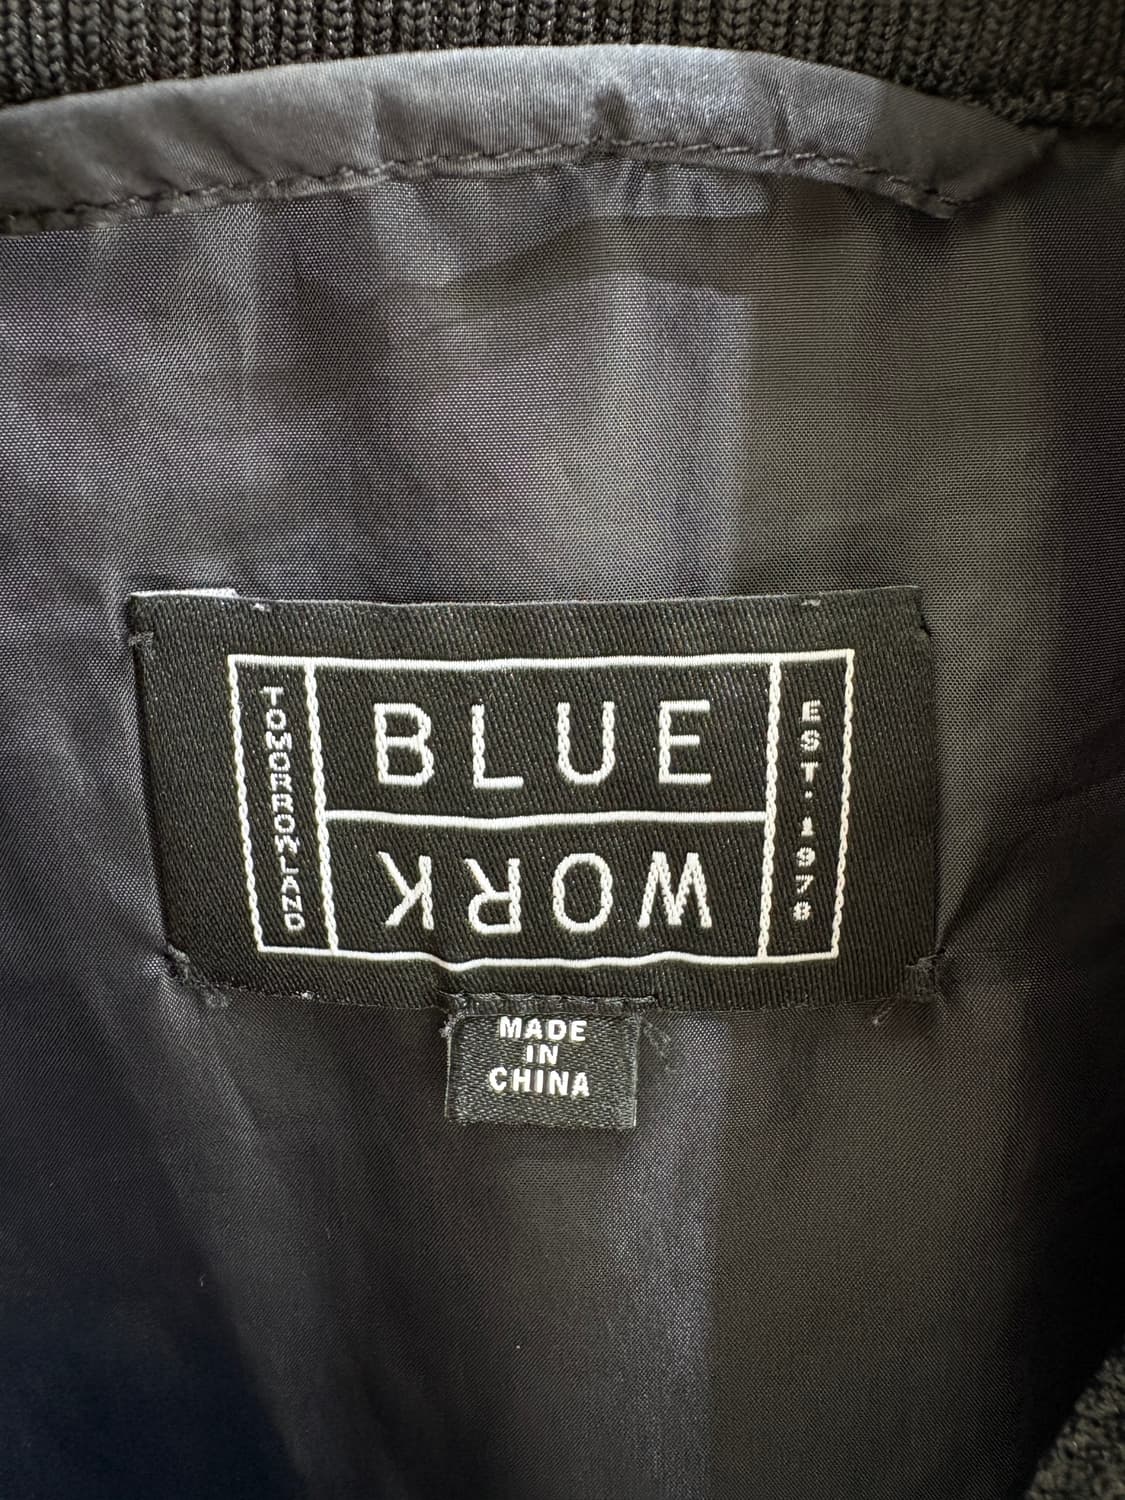 TOMORROWLAND
BLUE
WORK
EST.1978
MADE
IN
CHINA